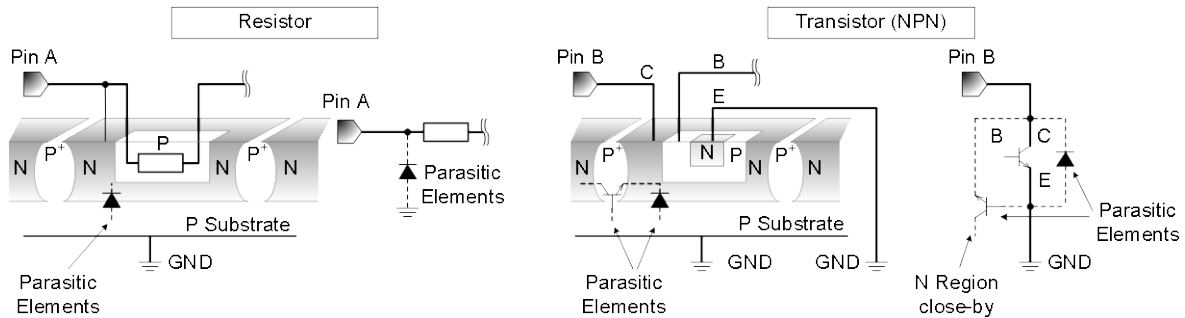 Resistor
Pin A
Pin A
N
P+
N
P
P+
N
N
Parasitic
Elements
P Substrate
GND
Parasitic
Elements
Transistor (NPN)
Pin B
C
B
E
N
P+
N
N
P
P+
N
N
P Substrate
GND
GND
Parasitic
Elements
Pin B
B
C
E
Parasitic
Elements
GND
N Region
close-by